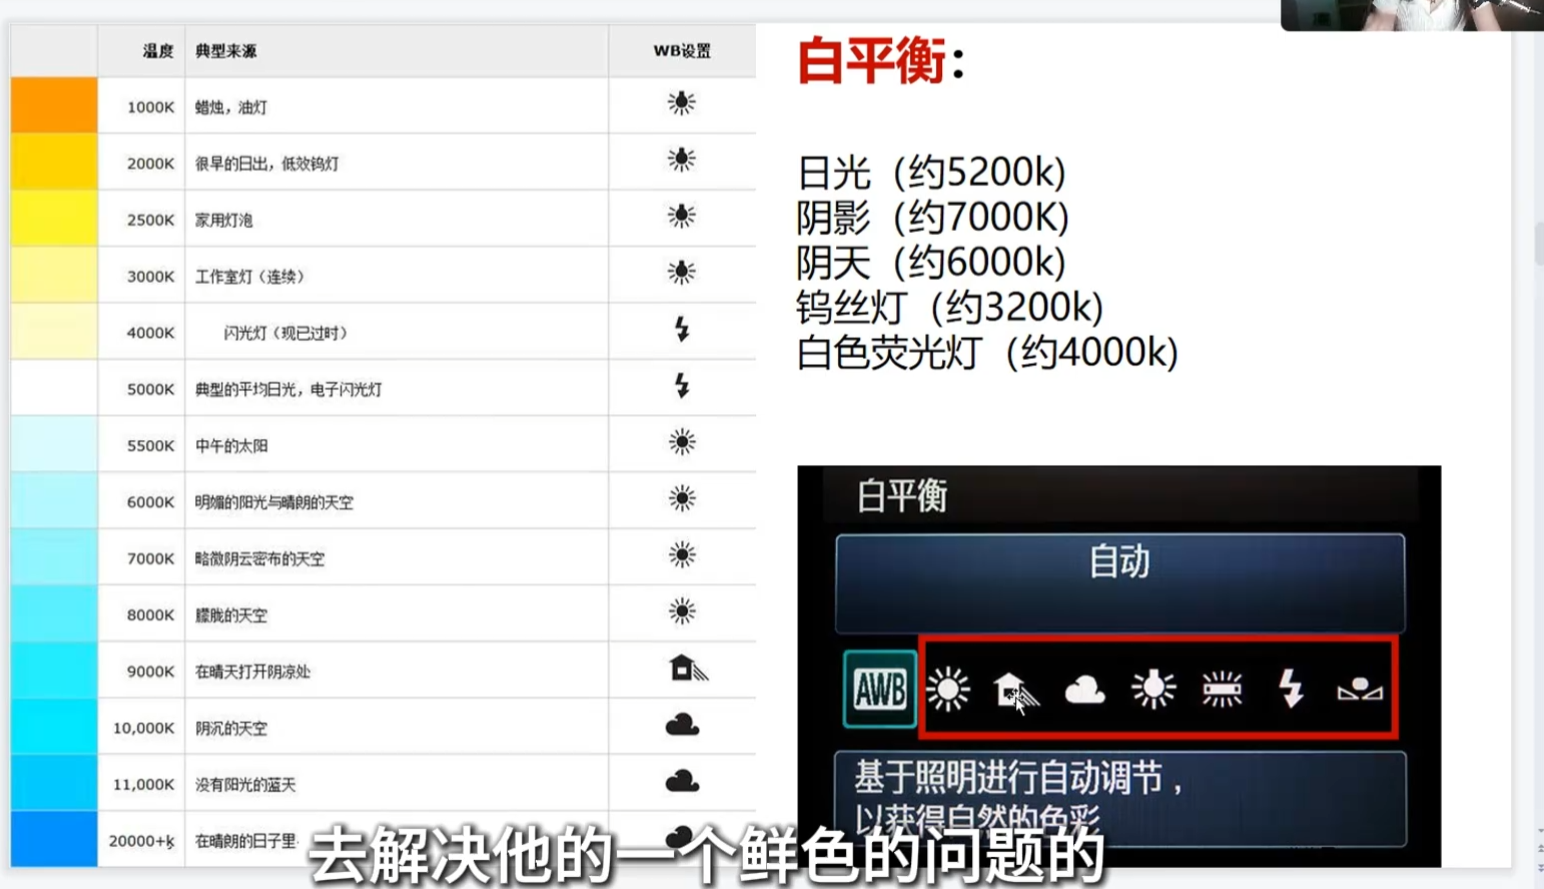 温度 典型来源 WB设置
1000K 蜡烛，油灯
2000K 很早的日出，低效钨灯
2500K 家用灯泡
3000K 工作室灯（连续）
4000K 闪光灯（现已过时）
5000K 典型的平均日光，电子闪光灯
5500K 中午的太阳
6000K 明媚的阳光与晴朗的天空
7000K 略微阴云密布的天空
8000K 朦胧的天空
9000K 在晴天打开阴凉处
10,000K 阴沉的天空
11,000K 没有阳光的蓝天
20000+ķ 在晴朗的日子里
白平衡：
日光（约5200k)
阴影（约7000K)
阴天（约6000k)
钨丝灯（约3200k)
白色荧光灯（约4000k)
白平衡
自动
AWB
基于照明进行自动调节，
以获得自然的色彩
去解决他的一个鲜色的问题的